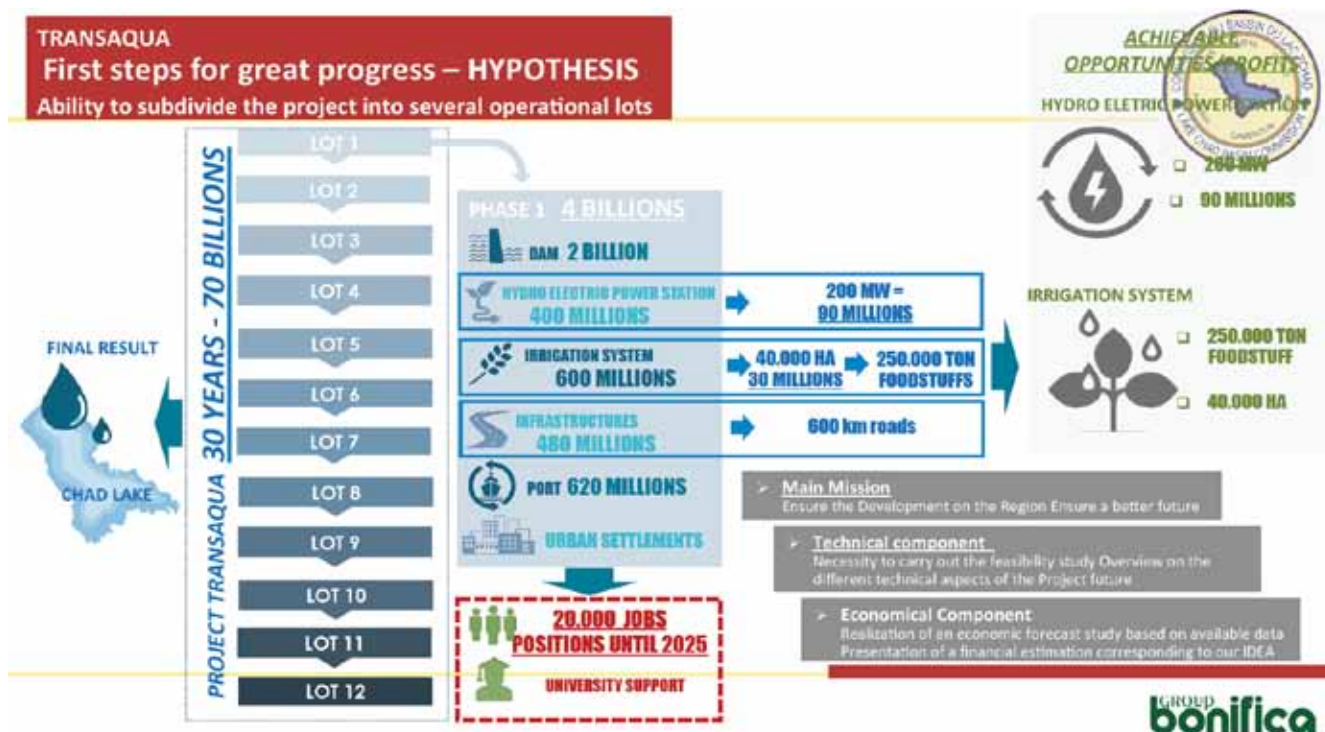 TRANSAQUA
First steps for great progress – HYPOTHESIS
Ability to subdivide the project into several operational lots
PROJECT TRANSAQUA 30 YEARS - 70 BILLIONS
LOT 1
LOT 2
LOT 3
LOT 4
LOT 5
LOT 6
LOT 7
LOT 8
LOT 9
LOT 10
LOT 11
LOT 12
FINAL RESULT
CHAD LAKE
PHASE 1 4 BILLIONS
DAM 2 BILLION
HYDRO ELECTRIC POWER STATION
400 MILLIONS
200 MW =
90 MILLIONS
IRRIGATION SYSTEM
600 MILLIONS
40.000 HA
30 MILLIONS
250.000 TON
FOODSTUFFS
INFRASTRUCTURES
480 MILLIONS
600 km roads
PORT 620 MILLIONS
URBAN SETTLEMENTS
20.000 JOBS
POSITIONS UNTIL 2025
UNIVERSITY SUPPORT
ACHIEVABLE
OPPORTUNITIES/PROFITS
HYDRO ELETRIC POWER STATION
200 MW
90 MILLIONS
IRRIGATION SYSTEM
250.000 TON
FOODSTUFF
40.000 HA
LAKE CHAD BASIN COMMISSION
Main Mission
Ensure the Development on the Region Ensure a better future
Technical component
Necessity to carry out the feasibility study Overview on the
different technical aspects of the Project future
Economical Component
Realization of an economic forecast study based on available data
Presentation of a financial estimation corresponding to our IDEA
GROUP
bonifica